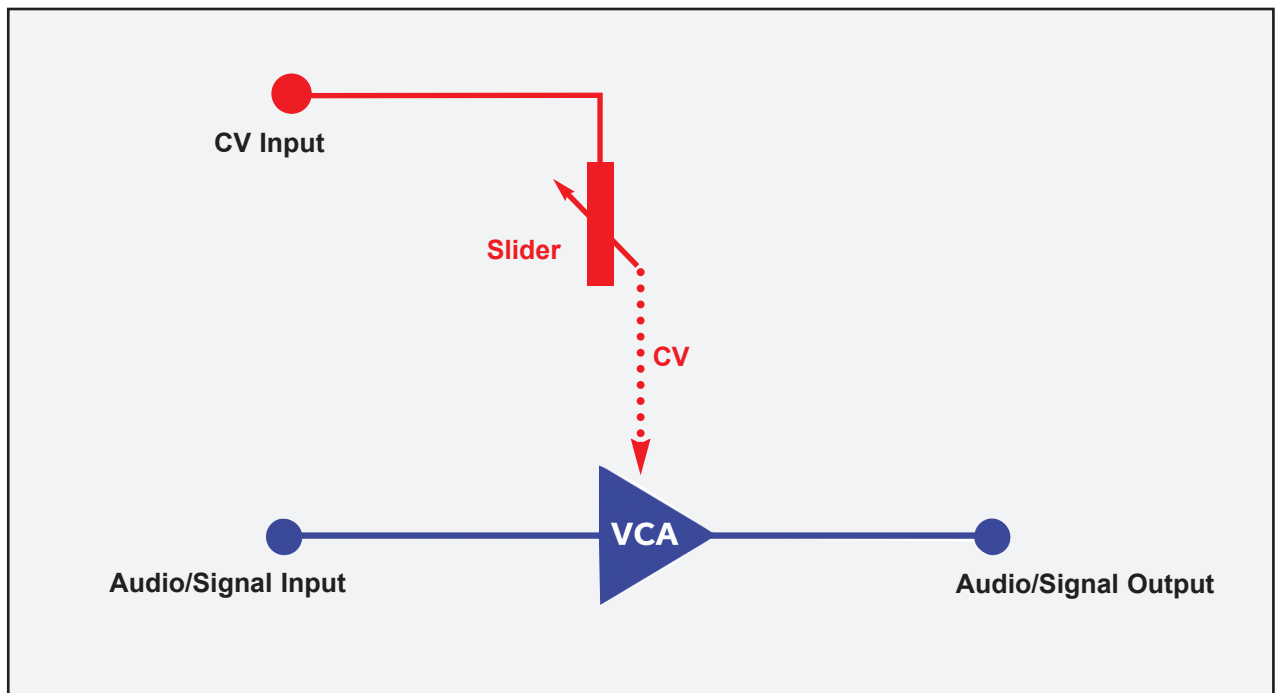 CV Input
Slider
CV
VCA
Audio/Signal Input
Audio/Signal Output